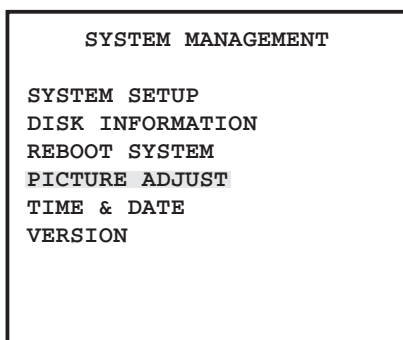 SYSTEM MANAGEMENT
SYSTEM SETUP
DISK INFORMATION
REBOOT SYSTEM
PICTURE ADJUST
TIME & DATE
VERSION